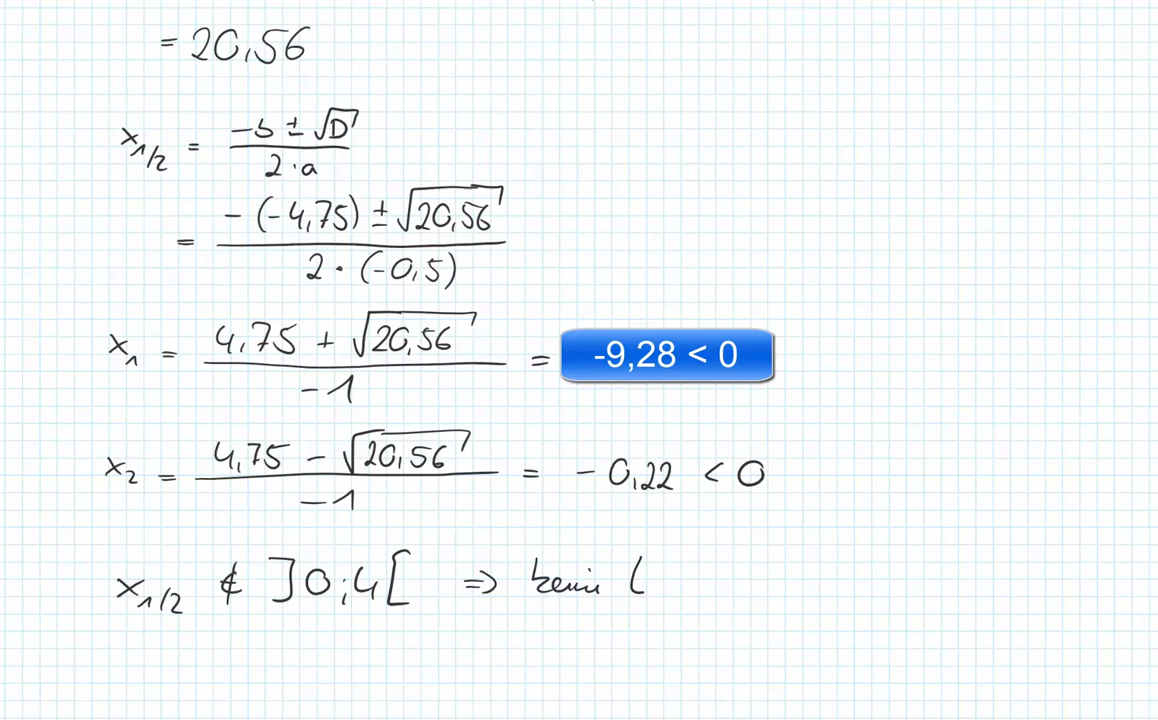 = 20,56
x₁/₂ = (-b ± √D) / (2·a)
= (-(-4,75) ± √20,56) / (2·(-0,5))
x₁ = (4,75 + √20,56) / (-1) = -9,28 < 0
x₂ = (4,75 - √20,56) / (-1) = -0,22 < 0
x₁/₂ ∉ ]0;4[ ⇒ kein (